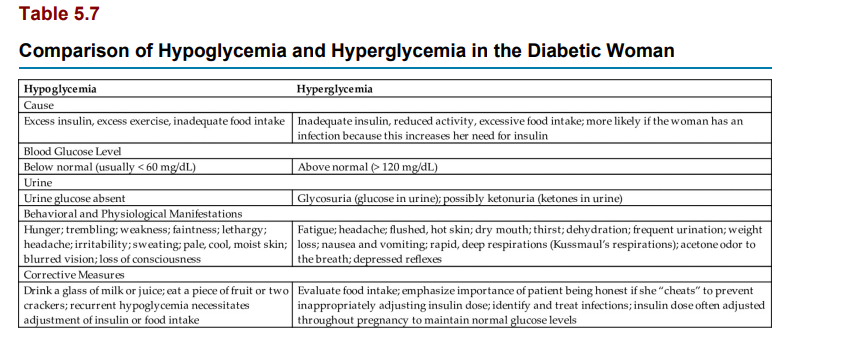 Table 5.7
Comparison of Hypoglycemia and Hyperglycemia in the Diabetic Woman
Hypoglycemia Hyperglycemia
Cause
Excess insulin, excess exercise, inadequate food intake Inadequate insulin, reduced activity, excessive food intake; more likely if the woman has an
infection because this increases her need for insulin
Blood Glucose Level
Below normal (usually < 60 mg/dL) Above normal (> 120 mg/dL)
Urine
Urine glucose absent Glycosuria (glucose in urine); possibly ketonuria (ketones in urine)
Behavioral and Physiological Manifestations
Hunger; trembling; weakness; faintness; lethargy;
headache; irritability; sweating; pale, cool, moist skin;
blurred vision; loss of consciousness
Fatigue; headache; flushed, hot skin; dry mouth; thirst; dehydration; frequent urination; weight
loss; nausea and vomiting; rapid, deep respirations (Kussmaul's respirations); acetone odor to
the breath; depressed reflexes
Corrective Measures
Drink a glass of milk or juice; eat a piece of fruit or two
crackers; recurrent hypoglycemia necessitates
adjustment of insulin or food intake
Evaluate food intake; emphasize importance of patient being honest if she "cheats" to prevent
inappropriately adjusting insulin dose; identify and treat infections; insulin dose often adjusted
throughout pregnancy to maintain normal glucose levels